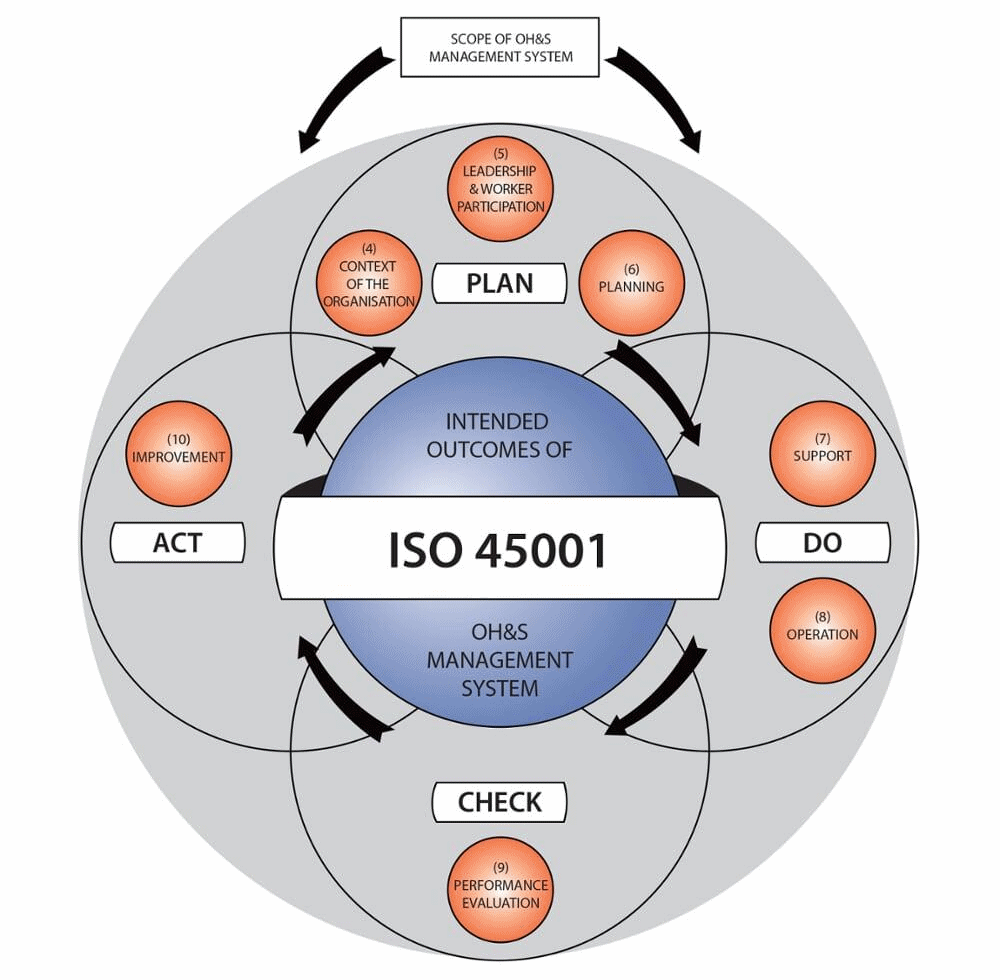 SCOPE OF OH&S
MANAGEMENT SYSTEM
(5)
LEADERSHIP
& WORKER
PARTICIPATION
(4)
CONTEXT
OF THE
ORGANISATION
PLAN
(6)
PLANNING
INTENDED
OUTCOMES OF
(10)
IMPROVEMENT
(7)
SUPPORT
ACT
ISO 45001
DO
(8)
OPERATION
OH&S
MANAGEMENT
SYSTEM
CHECK
(9)
PERFORMANCE
EVALUATION